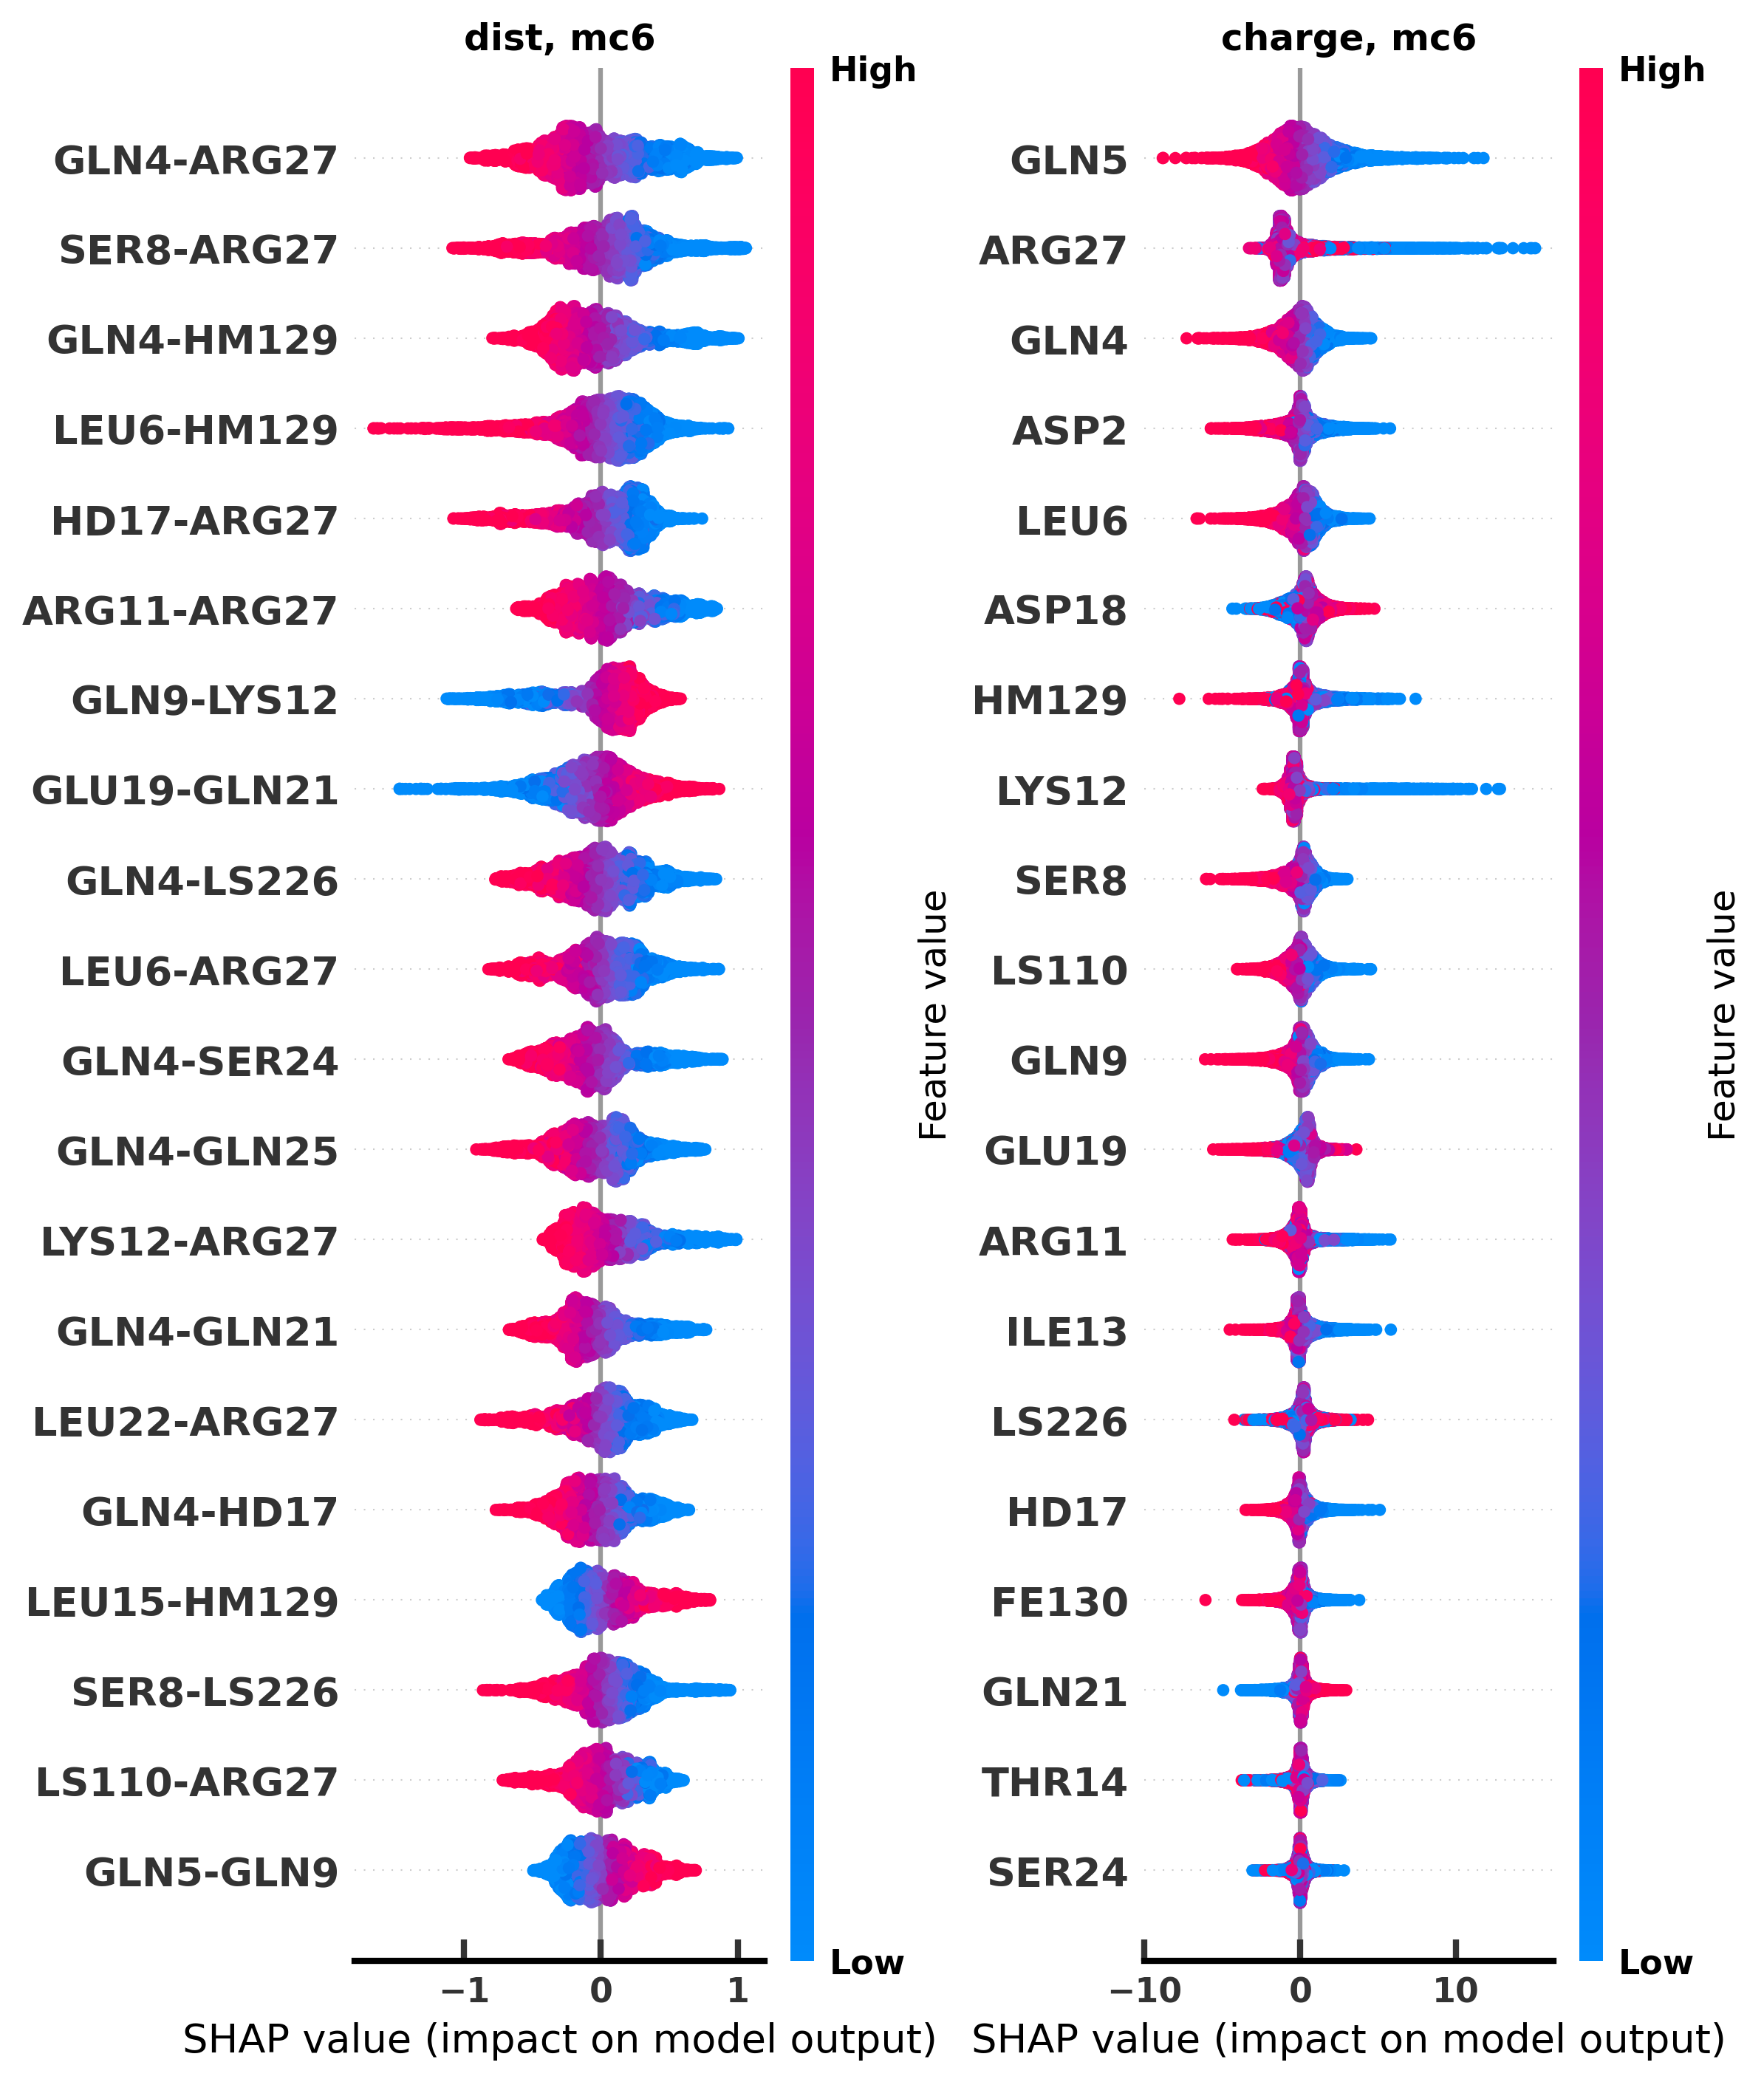 dist, mc6
High
GLN4-ARG27
SER8-ARG27
GLN4-HM129
LEU6-HM129
HD17-ARG27
ARG11-ARG27
GLN9-LYS12
GLU19-GLN21
GLN4-LS226
LEU6-ARG27
GLN4-SER24
GLN4-GLN25
LYS12-ARG27
GLN4-GLN21
LEU22-ARG27
GLN4-HD17
LEU15-HM129
SER8-LS226
LS110-ARG27
GLN5-GLN9
Feature value
Low
−1 0 1
SHAP value (impact on model output)
charge, mc6
High
GLN5
ARG27
GLN4
ASP2
LEU6
ASP18
HM129
LYS12
SER8
LS110
GLN9
GLU19
ARG11
ILE13
LS226
HD17
FE130
GLN21
THR14
SER24
Feature value
Low
−10 0 10
SHAP value (impact on model output)